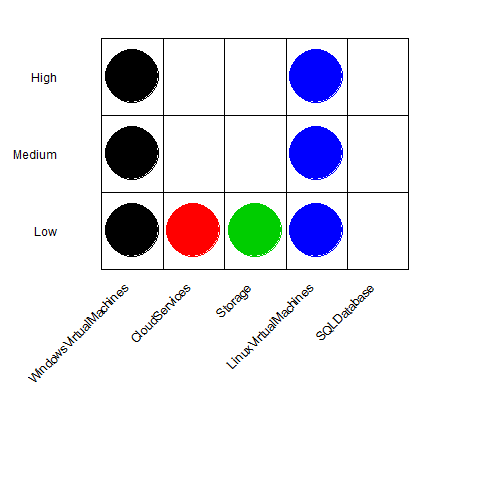 High
Medium
Low
WindowsVirtualMachines
CloudServices
Storage
LinuxVirtualMachines
SQLDatabase